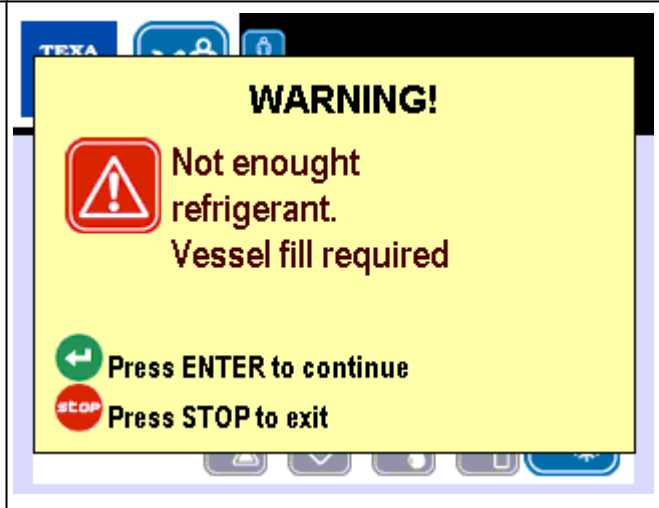 TEXA
WARNING!
Not enought
refrigerant.
Vessel fill required
Press ENTER to continue
stop
Press STOP to exit